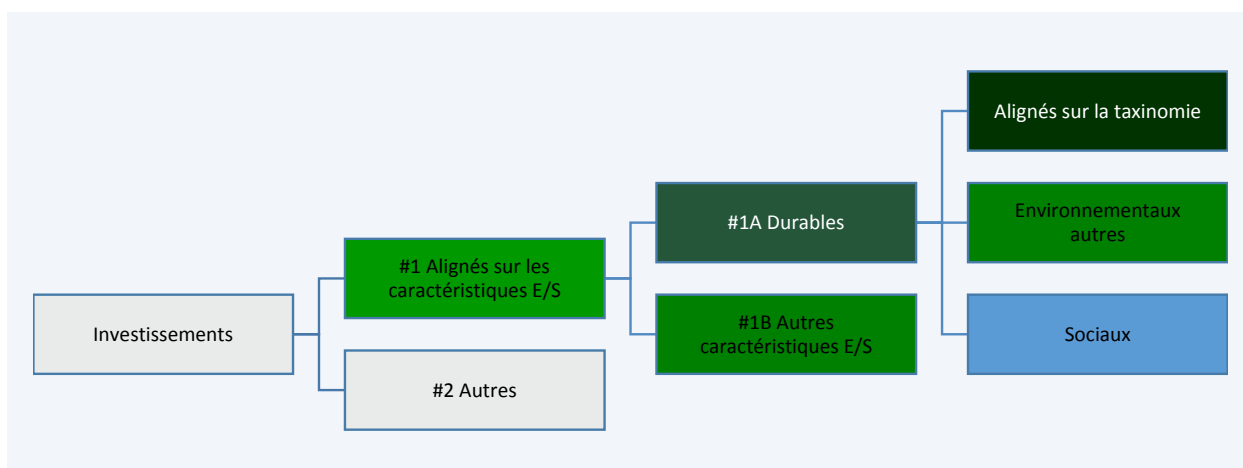 Investissements
#1 Alignés sur les
caractéristiques E/S
#2 Autres
#1A Durables
#1B Autres
caractéristiques E/S
Alignés sur la taxinomie
Environnementaux
autres
Sociaux